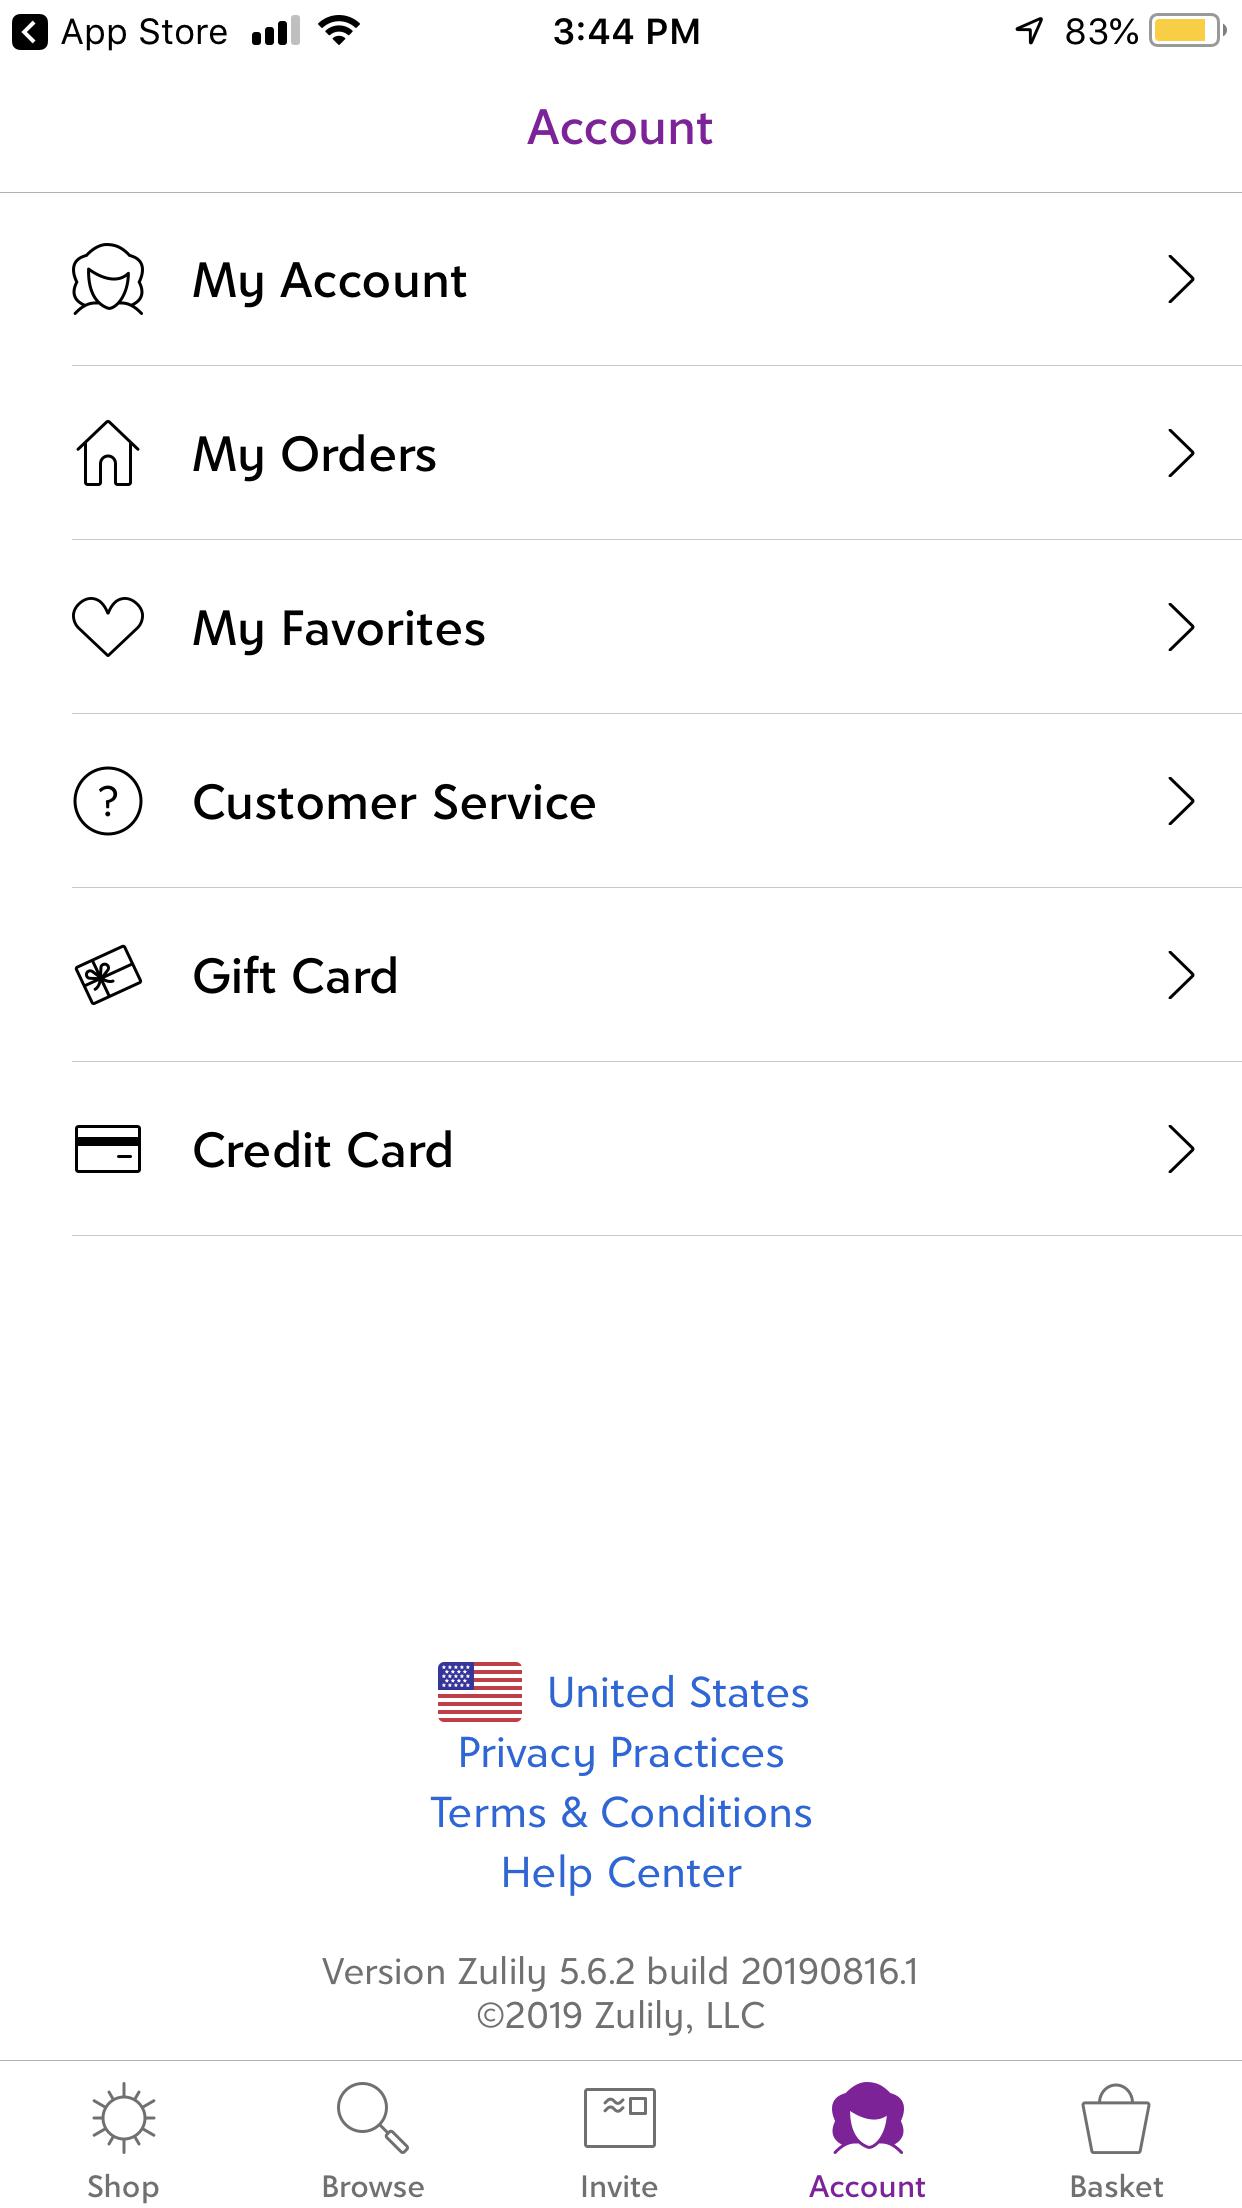 App Store 3:44 PM 83%
Account
My Account
My Orders
My Favorites
? Customer Service
Gift Card
Credit Card
United States
Privacy Practices
Terms & Conditions
Help Center
Version Zulily 5.6.2 build 20190816.1
©2019 Zulily, LLC
Shop Browse Invite Account Basket